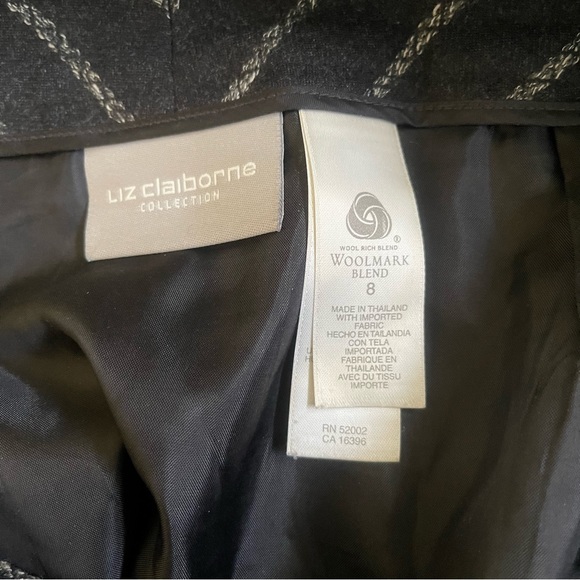 LIZ claiborne
COLLECTION
WOOL RICH BLEND
WOOLMARK
BLEND
8
MADE IN THAILAND
WITH IMPORTED
FABRIC
HECHO EN TAILANDIA
CON TELA
IMPORTADA
FABRIQUE EN
THAILANDE
AVEC DU TISSU
IMPORTE
RN 52002
CA 16396